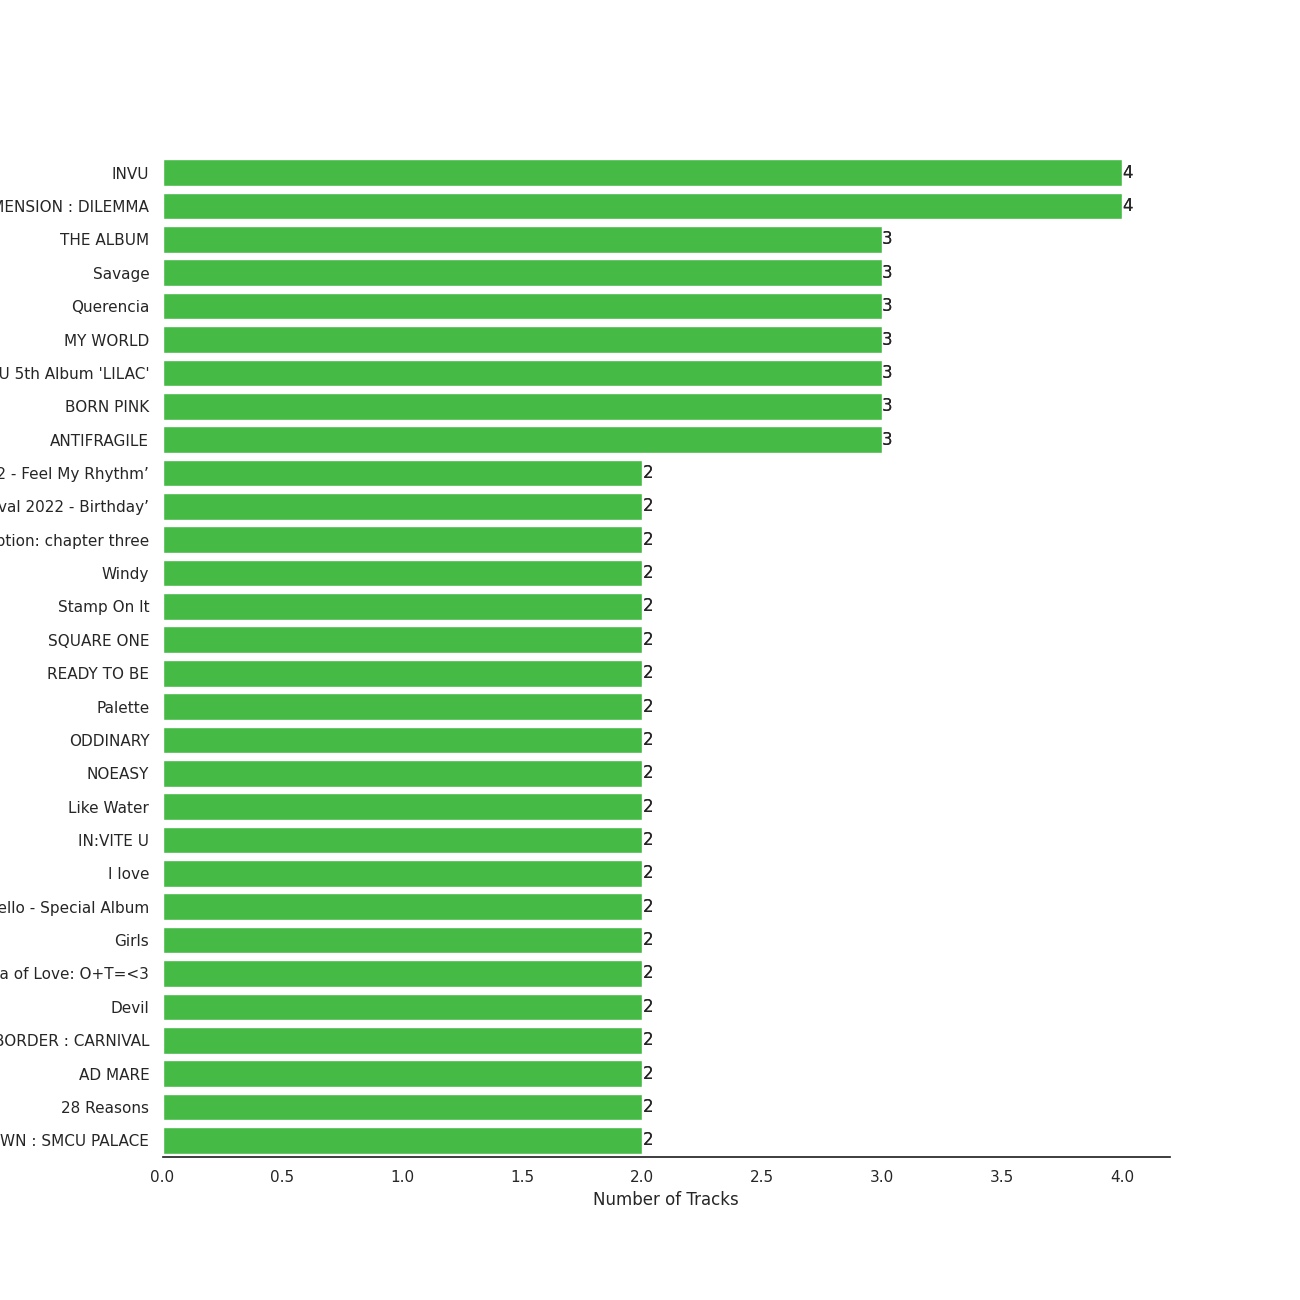 INVU 4
MENSION : DILEMMA 4
THE ALBUM 3
Savage 3
Querencia 3
MY WORLD 3
U 5th Album 'LILAC' 3
BORN PINK 3
ANTIFRAGILE 3
2 - Feel My Rhythm’ 2
val 2022 - Birthday’ 2
ption: chapter three 2
Windy 2
Stamp On It 2
SQUARE ONE 2
READY TO BE 2
Palette 2
ODDINARY 2
NOEASY 2
Like Water 2
IN:VITE U 2
I love 2
ello - Special Album 2
Girls 2
a of Love: O+T=<3 2
Devil 2
BORDER : CARNIVAL 2
AD MARE 2
28 Reasons 2
WN : SMCU PALACE 2
0.0 0.5 1.0 1.5 2.0 2.5 3.0 3.5 4.0
Number of Tracks